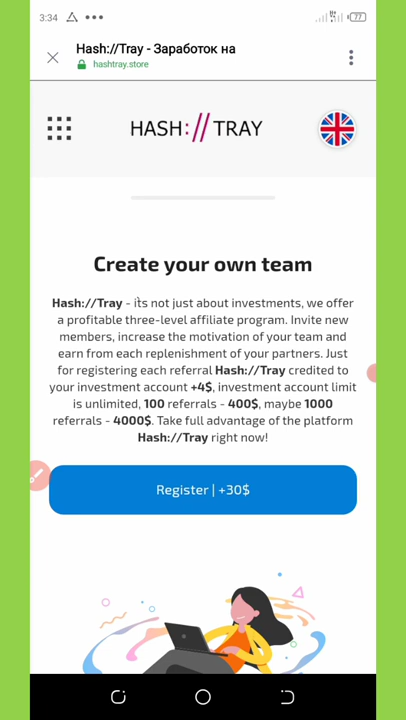 3:34
77
Hash://Tray - Заработок на
hashtray.store
HASH:// TRAY
Create your own team
Hash://Tray - it's not just about investments, we offer
a profitable three-level affiliate program. Invite new
members, increase the motivation of your team and
earn from each replenishment of your partners. Just
for registering each referral Hash://Tray credited to
your investment account +4$, investment account limit
is unlimited, 100 referrals - 400$, maybe 1000
referrals - 4000$. Take full advantage of the platform
Hash://Tray right now!
Register | +30$